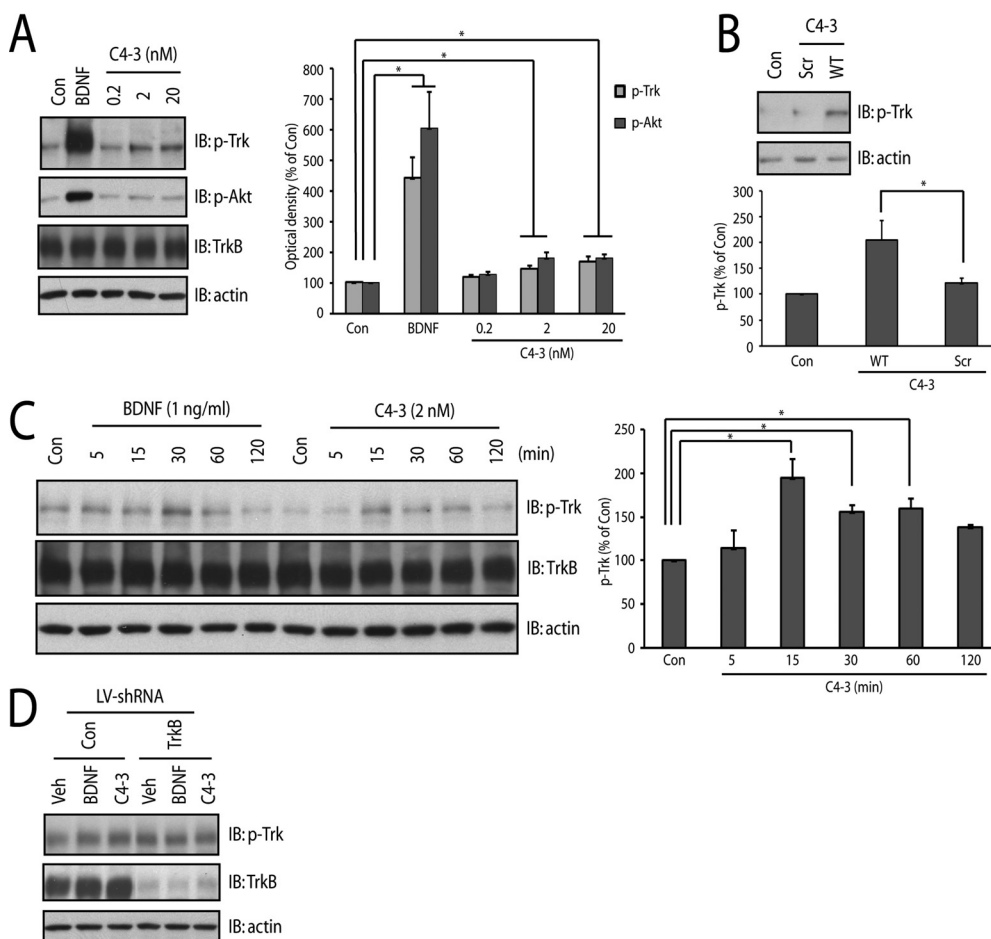 A
C4-3 (nM)
Con
BDNF
0.2
2
20
IB: p-Trk
IB: p-Akt
IB: TrkB
IB: actin
Optical density (% of Con)
800
700
600
500
400
300
200
100
0
*
*
*
p-Trk
p-Akt
Con
BDNF
0.2
2
20
C4-3 (nM)
B
C4-3
Con
Scr
WT
IB: p-Trk
IB: actin
p-Trk (% of Con)
300
250
200
150
100
50
0
*
Con
WT
Scr
C4-3
C
BDNF (1 ng/ml)
C4-3 (2 nM)
Con
5
15
30
60
120
Con
5
15
30
60
120
(min)
IB: p-Trk
IB: TrkB
IB: actin
p-Trk (% of Con)
250
200
150
100
50
0
*
*
*
Con
5
15
30
60
120
C4-3 (min)
D
LV-shRNA
Con
TrkB
Veh
BDNF
C4-3
Veh
BDNF
C4-3
IB: p-Trk
IB: TrkB
IB: actin